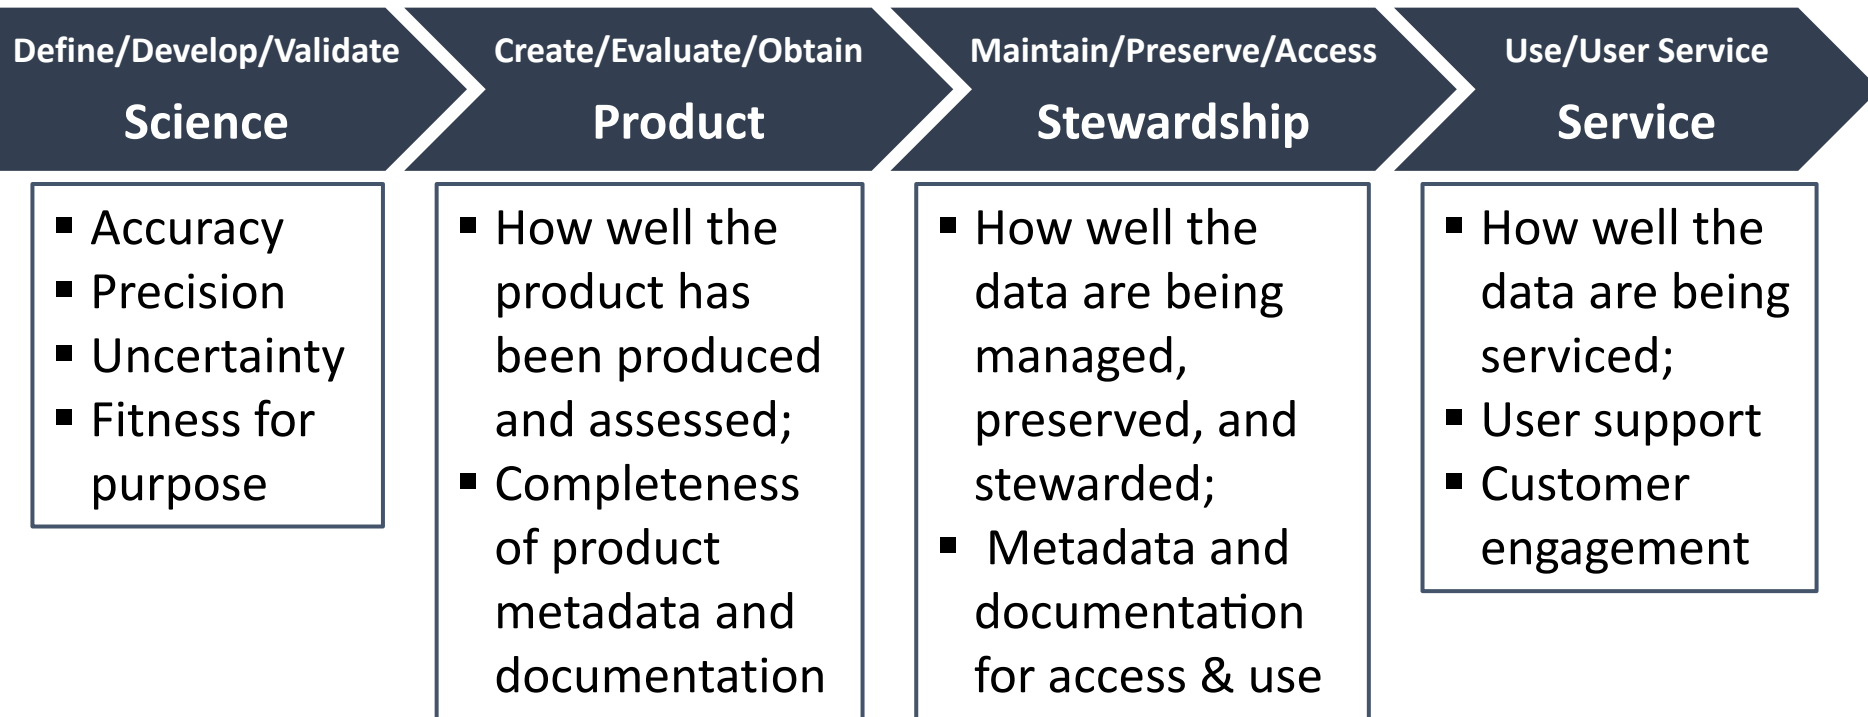 Define/Develop/Validate
Science
Create/Evaluate/Obtain
Product
Maintain/Preserve/Access
Stewardship
Use/User Service
Service
▪ Accuracy
▪ Precision
▪ Uncertainty
▪ Fitness for
purpose
▪ How well the
product has
been produced
and assessed;
▪ Completeness
of product
metadata and
documentation
▪ How well the
data are being
managed,
preserved, and
stewarded;
▪ Metadata and
documentation
for access & use
▪ How well the
data are being
serviced;
▪ User support
▪ Customer
engagement